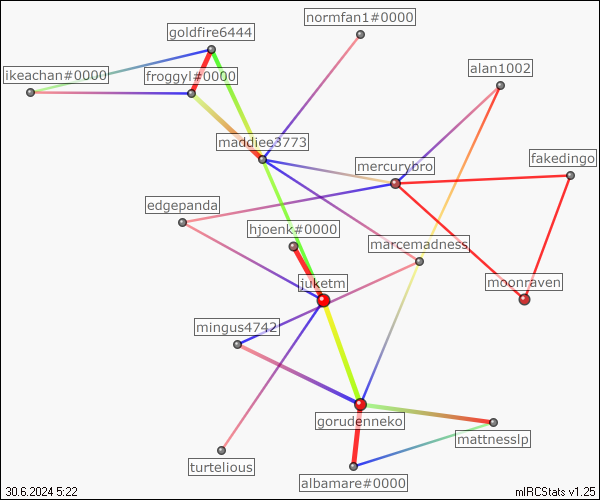 normfan1#0000
goldfire6444
alan1002
ikeachan#0000
froggyl#0000
maddiee3773
fakedingo
mercurybro
edgepanda
hjoenk#0000
marcemadness
juketm
moonraven
mingus4742
gorudenneko
mattnesslp
turtelious
albamare#0000
30.6.2024 5:22
mIRCStats v1.25